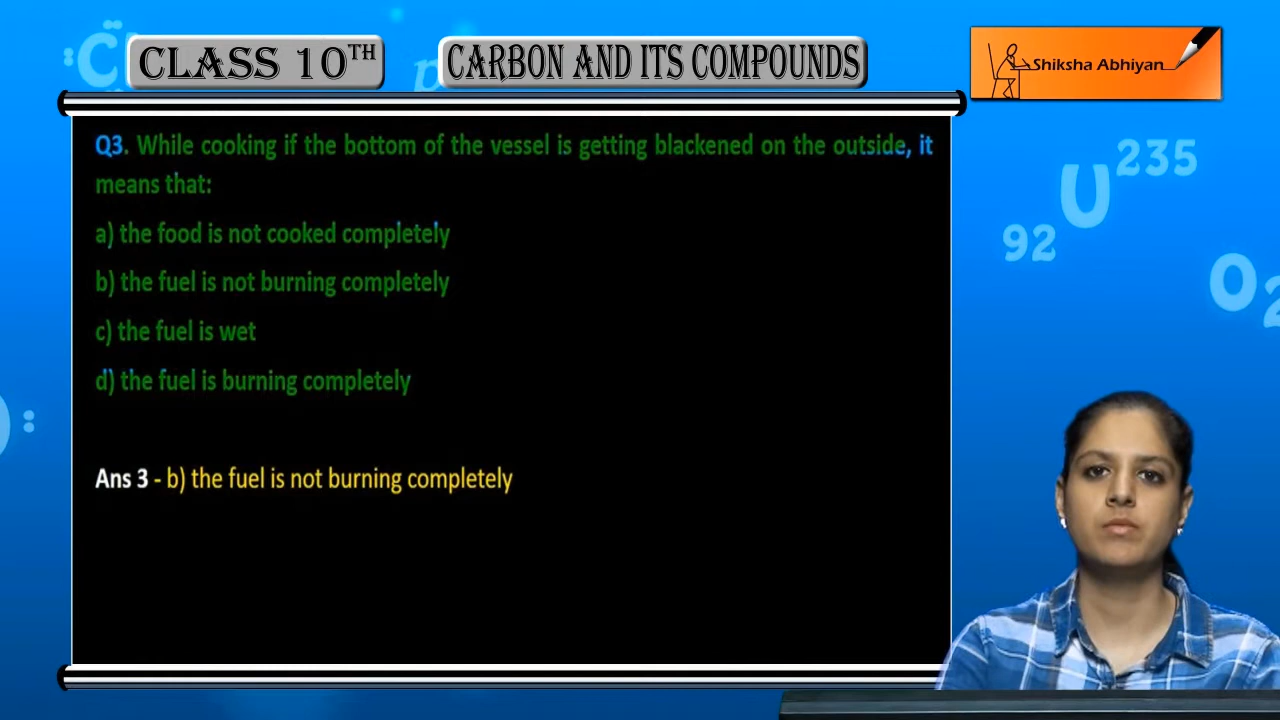 CLASS 10TH
CARBON AND ITS COMPOUNDS
Shiksha Abhiyan
Q3. While cooking if the bottom of the vessel is getting blackened on the outside, it
means that:
a) the food is not cooked completely
b) the fuel is not burning completely
c) the fuel is wet
d) the fuel is burning completely
Ans 3 - b) the fuel is not burning completely
235
U
92
O2